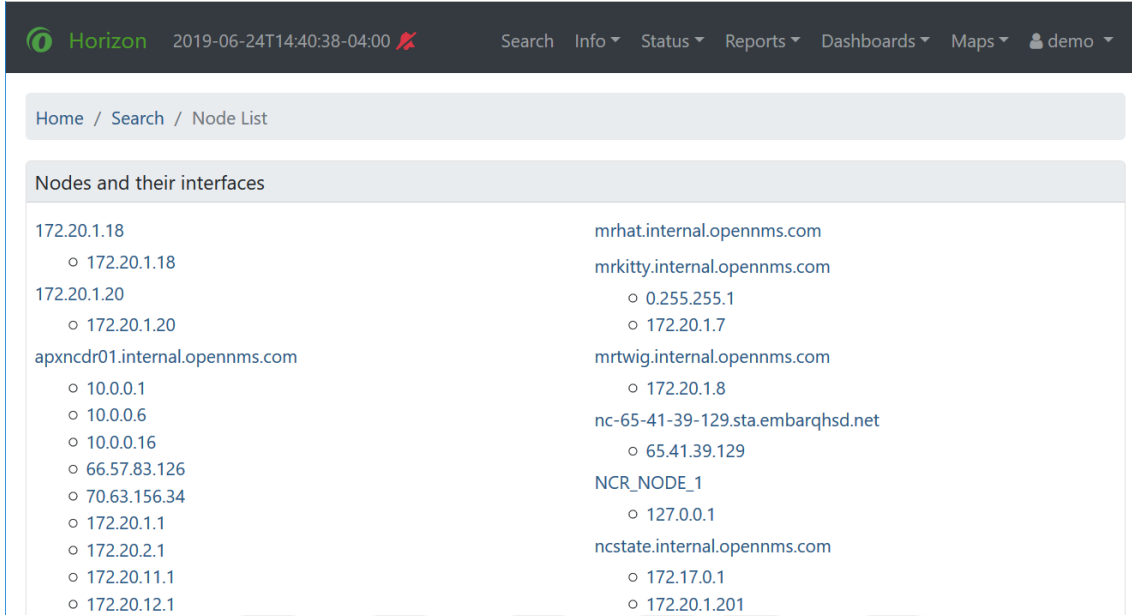 Horizon 2019-06-24T14:40:38-04:00 Search Info Status Reports Dashboards Maps demo
Home / Search / Node List
Nodes and their interfaces
172.20.1.18
172.20.1.18
172.20.1.20
172.20.1.20
apxncdr01.internal.opennms.com
10.0.0.1
10.0.0.6
10.0.0.16
66.57.83.126
70.63.156.34
172.20.1.1
172.20.2.1
172.20.11.1
172.20.12.1
mrhat.internal.opennms.com
mrkitty.internal.opennms.com
0.255.255.1
172.20.1.7
mrtwig.internal.opennms.com
172.20.1.8
nc-65-41-39-129.sta.embarqhsd.net
65.41.39.129
NCR_NODE_1
127.0.0.1
ncstate.internal.opennms.com
172.17.0.1
172.20.1.201